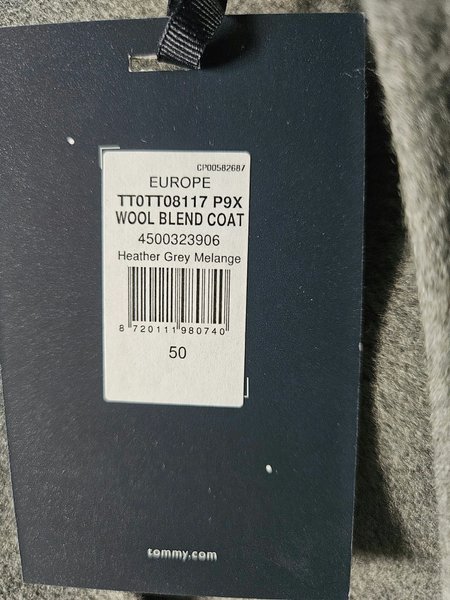 CP00582687
EUROPE
TT0TT08117 P9X
WOOL BLEND COAT
4500323906
Heather Grey Melange
8 720111 980740
50
tommy.com